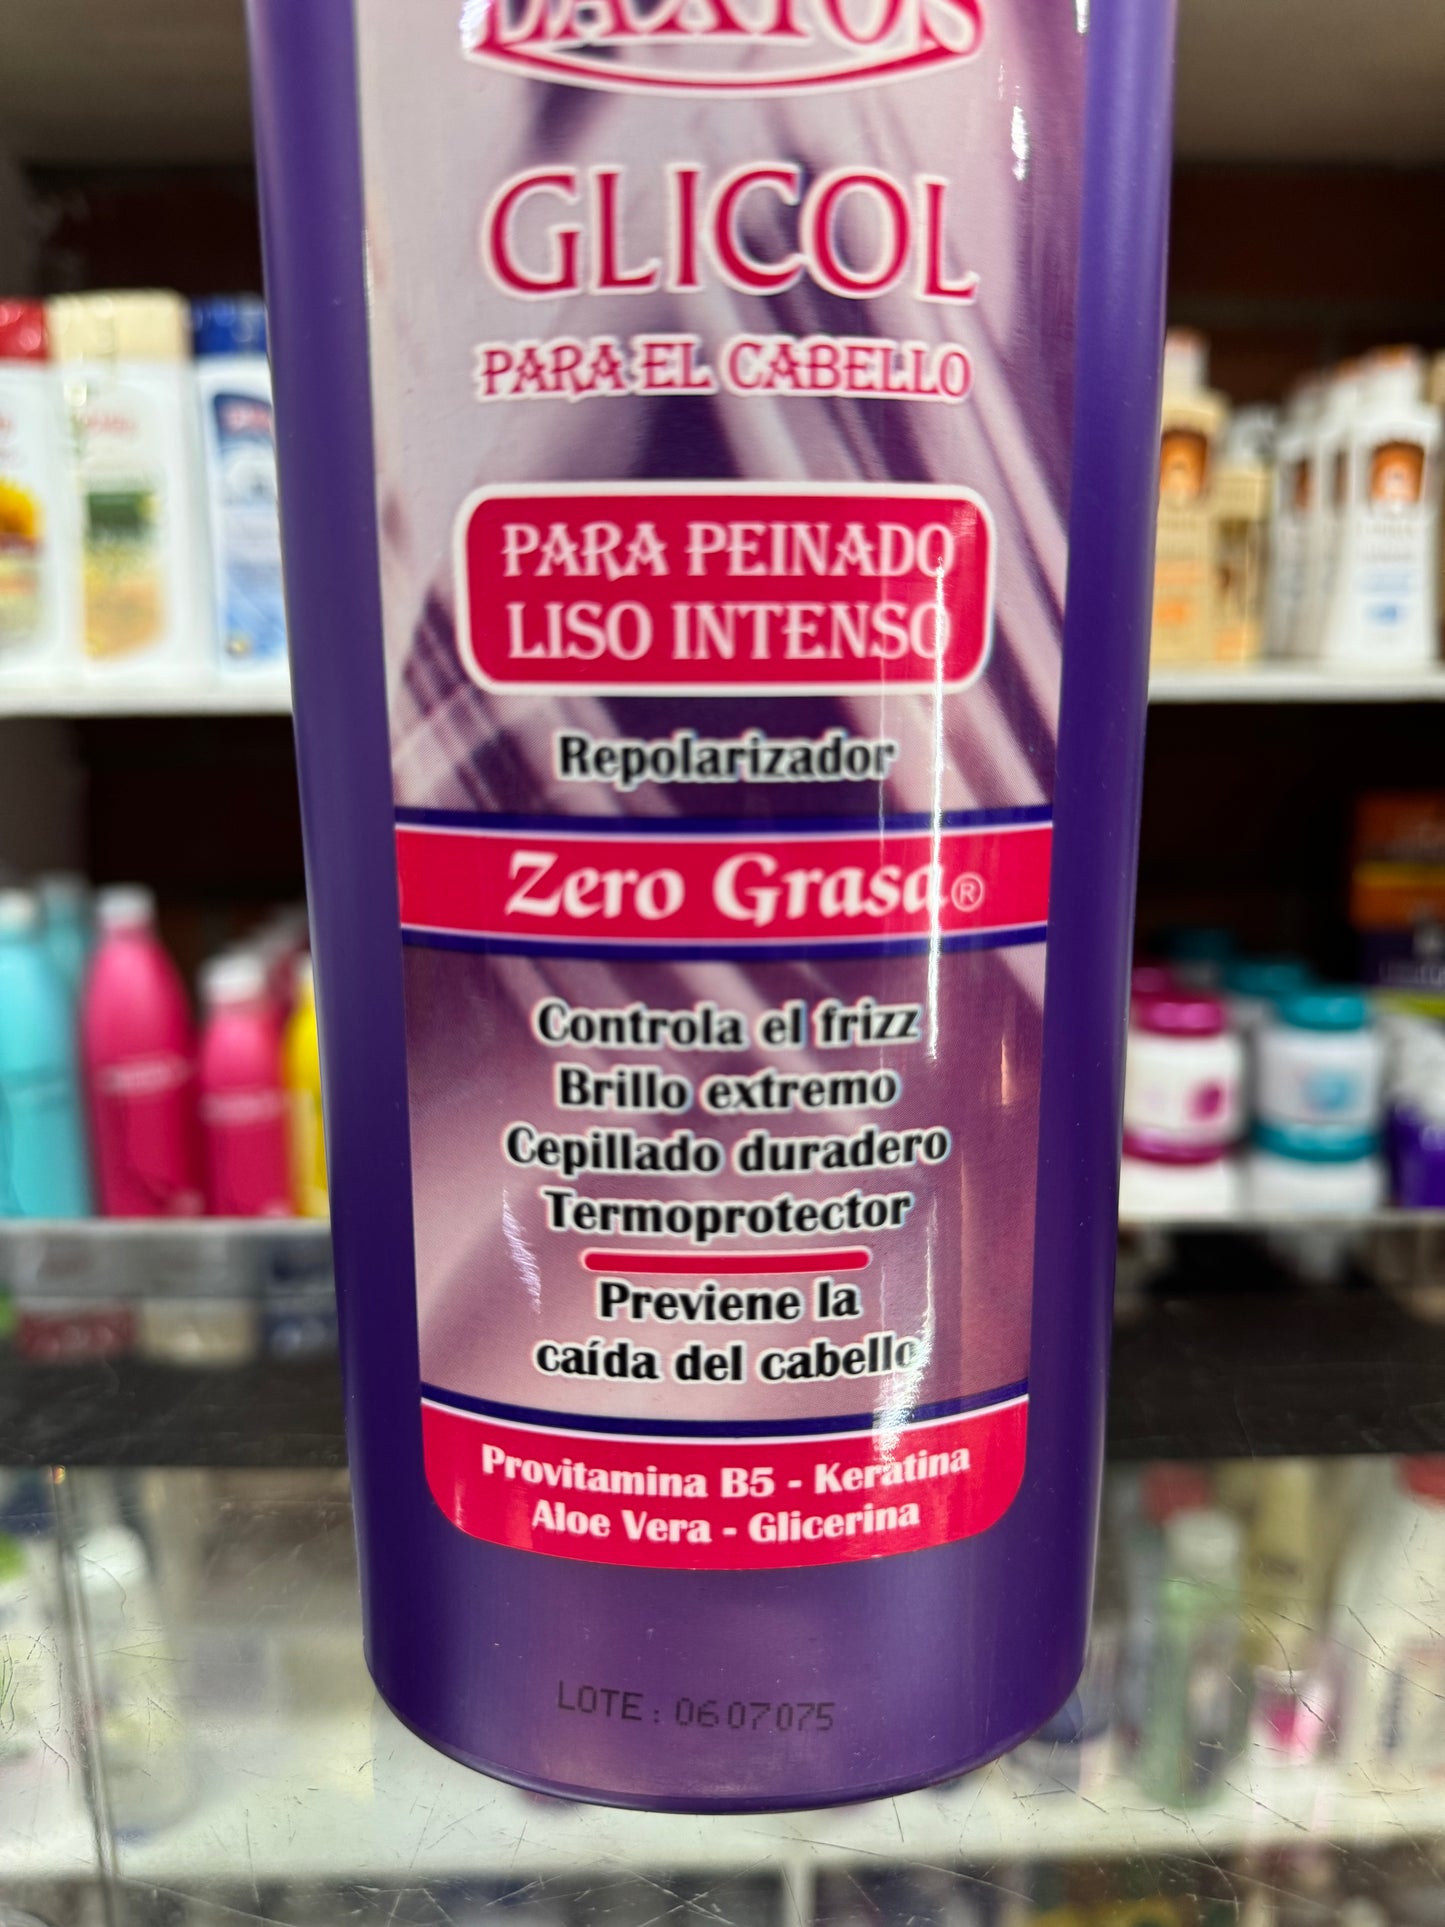 GLICOL
PARA EL CABELLO
PARA PEINADO
LISO INTENSO
Repolarizador
Zero Grasa®
Controla el frizz
Brillo extremo
Cepillado duradero
Termoprotector
Previene la
caída del cabello
Provitamina B5 - Keratina
Aloe Vera - Glicerina
LOTE: 0607075